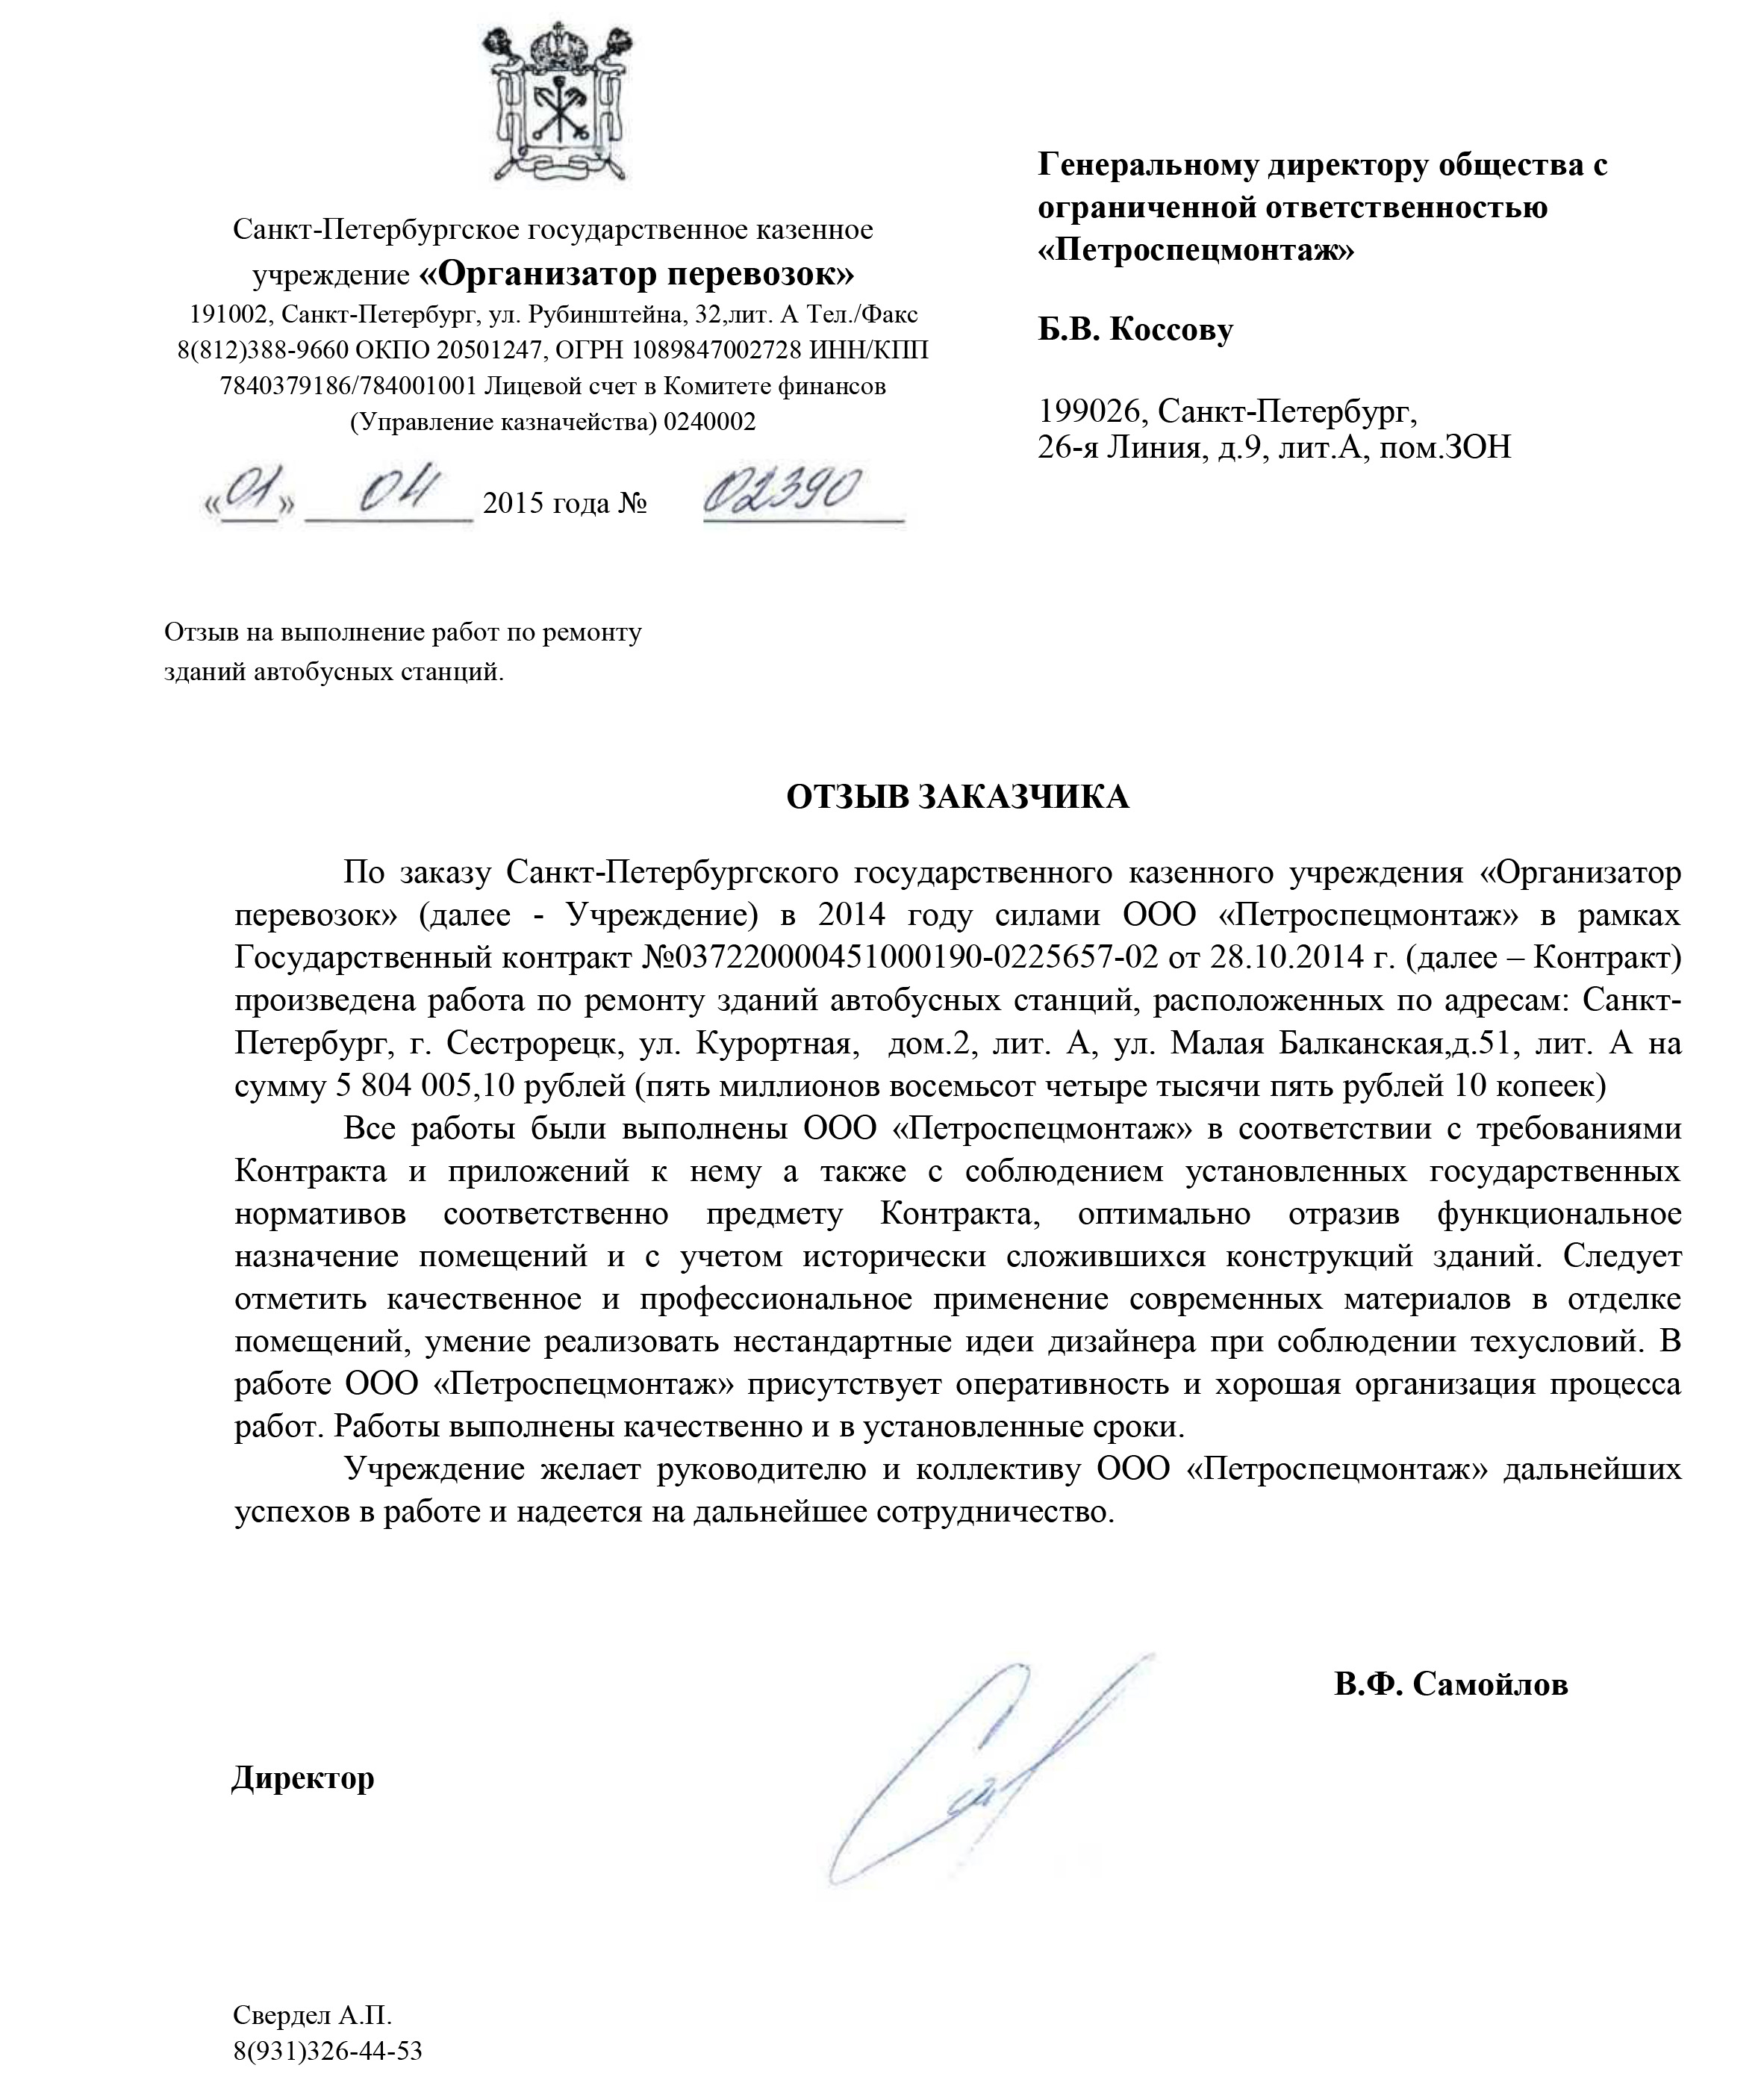 Санкт-Петербургское государственное казенное
учреждение «Организатор перевозок»
191002, Санкт-Петербург, ул. Рубинштейна, 32,лит. А Тел./Факс
8(812)388-9660 ОКПО 20501247, ОГРН 1089847002728 ИНН/КПП
7840379186/784001001 Лицевой счет в Комитете финансов
(Управление казначейства) 0240002
«01» 04 2015 года № 02390
Генеральному директору общества с
ограниченной ответственностью
«Петроспецмонтаж»
Б.В. Коссову
199026, Санкт-Петербург,
26-я Линия, д.9, лит.А, пом.ЗОН
Отзыв на выполнение работ по ремонту
зданий автобусных станций.
ОТЗЫВ ЗАКАЗЧИКА
По заказу Санкт-Петербургского государственного казенного учреждения «Организатор
перевозок» (далее - Учреждение) в 2014 году силами ООО «Петроспецмонтаж» в рамках
Государственный контракт №037220000451000190-0225657-02 от 28.10.2014 г. (далее – Контракт)
произведена работа по ремонту зданий автобусных станций, расположенных по адресам: Санкт-
Петербург, г. Сестрорецк, ул. Курортная, дом.2, лит. А, ул. Малая Балканская,д.51, лит. А на
сумму 5 804 005,10 рублей (пять миллионов восемьсот четыре тысячи пять рублей 10 копеек)
Все работы были выполнены ООО «Петроспецмонтаж» в соответствии с требованиями
Контракта и приложений к нему а также с соблюдением установленных государственных
нормативов соответственно предмету Контракта, оптимально отразив функциональное
назначение помещений и с учетом исторически сложившихся конструкций зданий. Следует
отметить качественное и профессиональное применение современных материалов в отделке
помещений, умение реализовать нестандартные идеи дизайнера при соблюдении техусловий. В
работе ООО «Петроспецмонтаж» присутствует оперативность и хорошая организация процесса
работ. Работы выполнены качественно и в установленные сроки.
Учреждение желает руководителю и коллективу ООО «Петроспецмонтаж» дальнейших
успехов в работе и надеется на дальнейшее сотрудничество.
В.Ф. Самойлов
Директор
Свердел А.П.
8(931)326-44-53